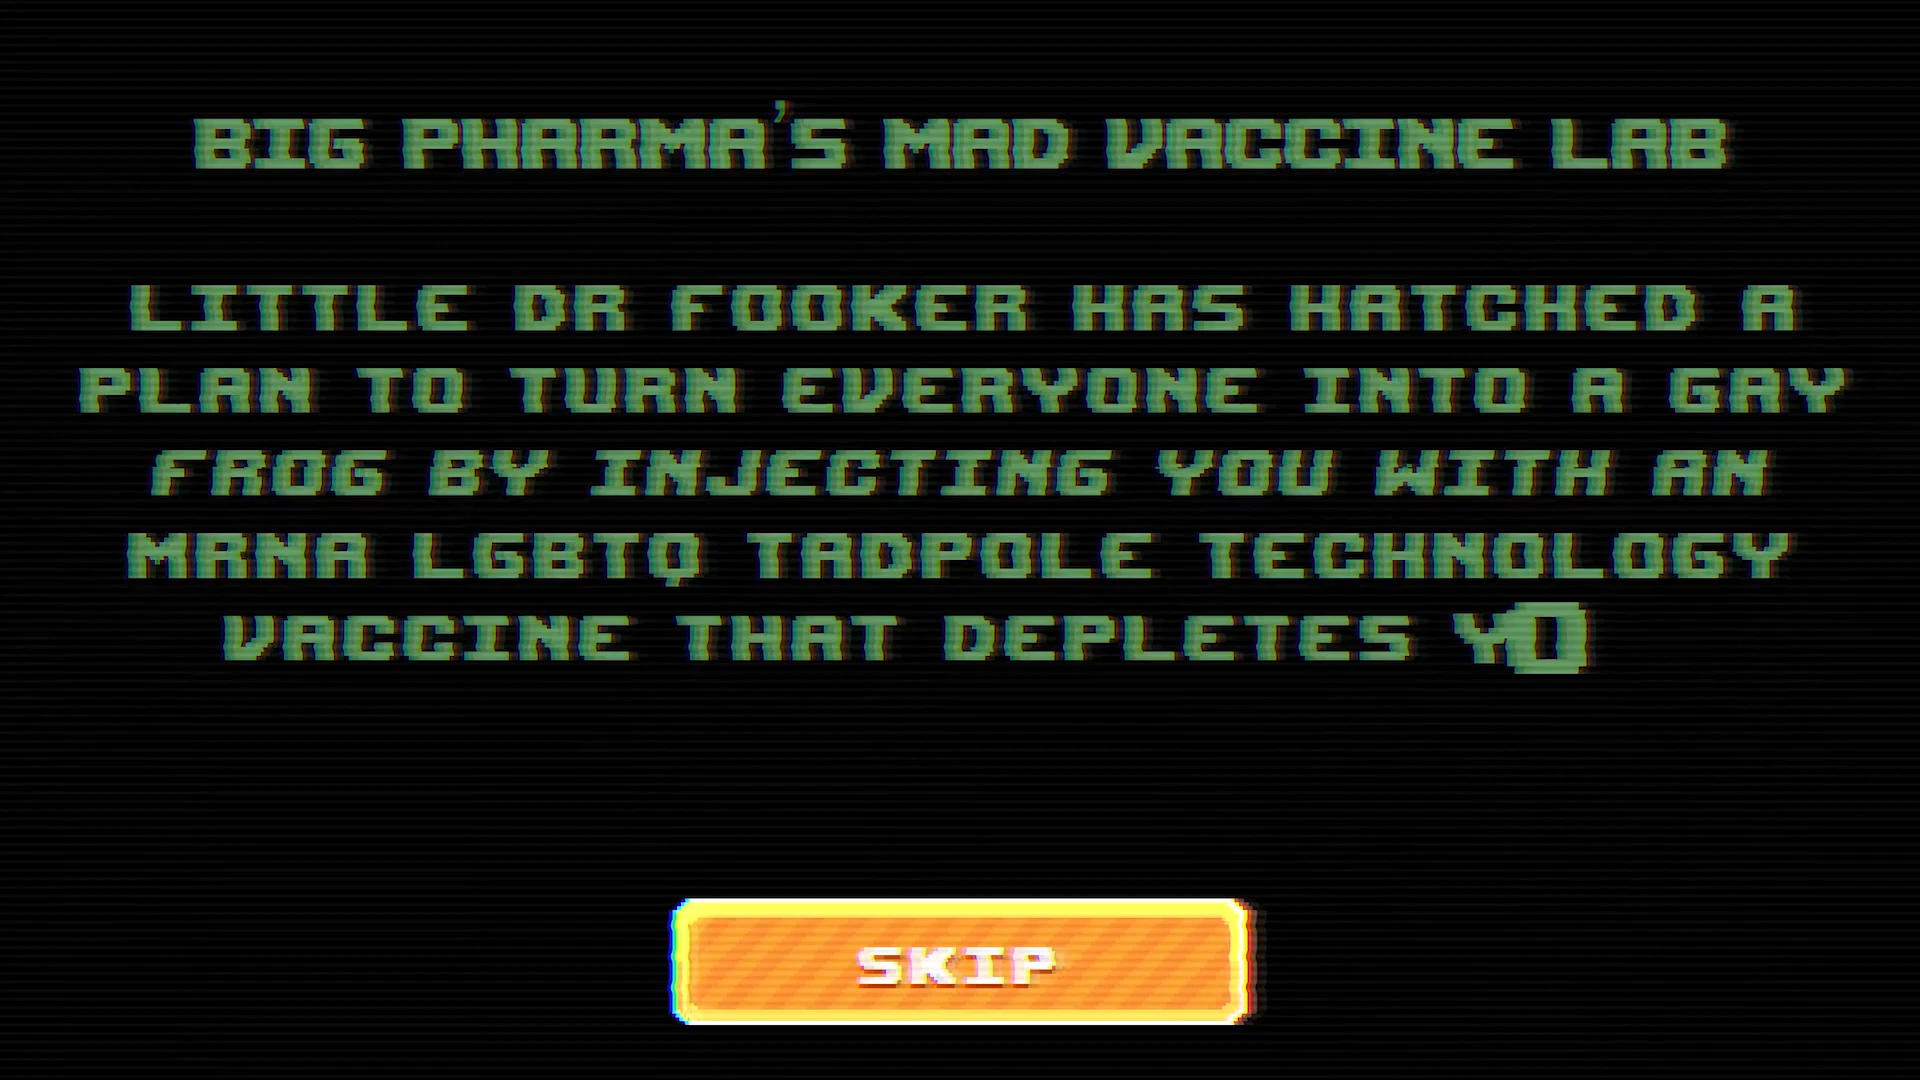 BIG PHARMA'S MAD VACCINE LAB
LITTLE DR FOOKER HAS HATCHED A
PLAN TO TURN EVERYONE INTO A GAY
FROG BY INJECTING YOU WITH AN
MRNA LGBTQ TADPOLE TECHNOLOGY
VACCINE THAT DEPLETES YO
SKIP